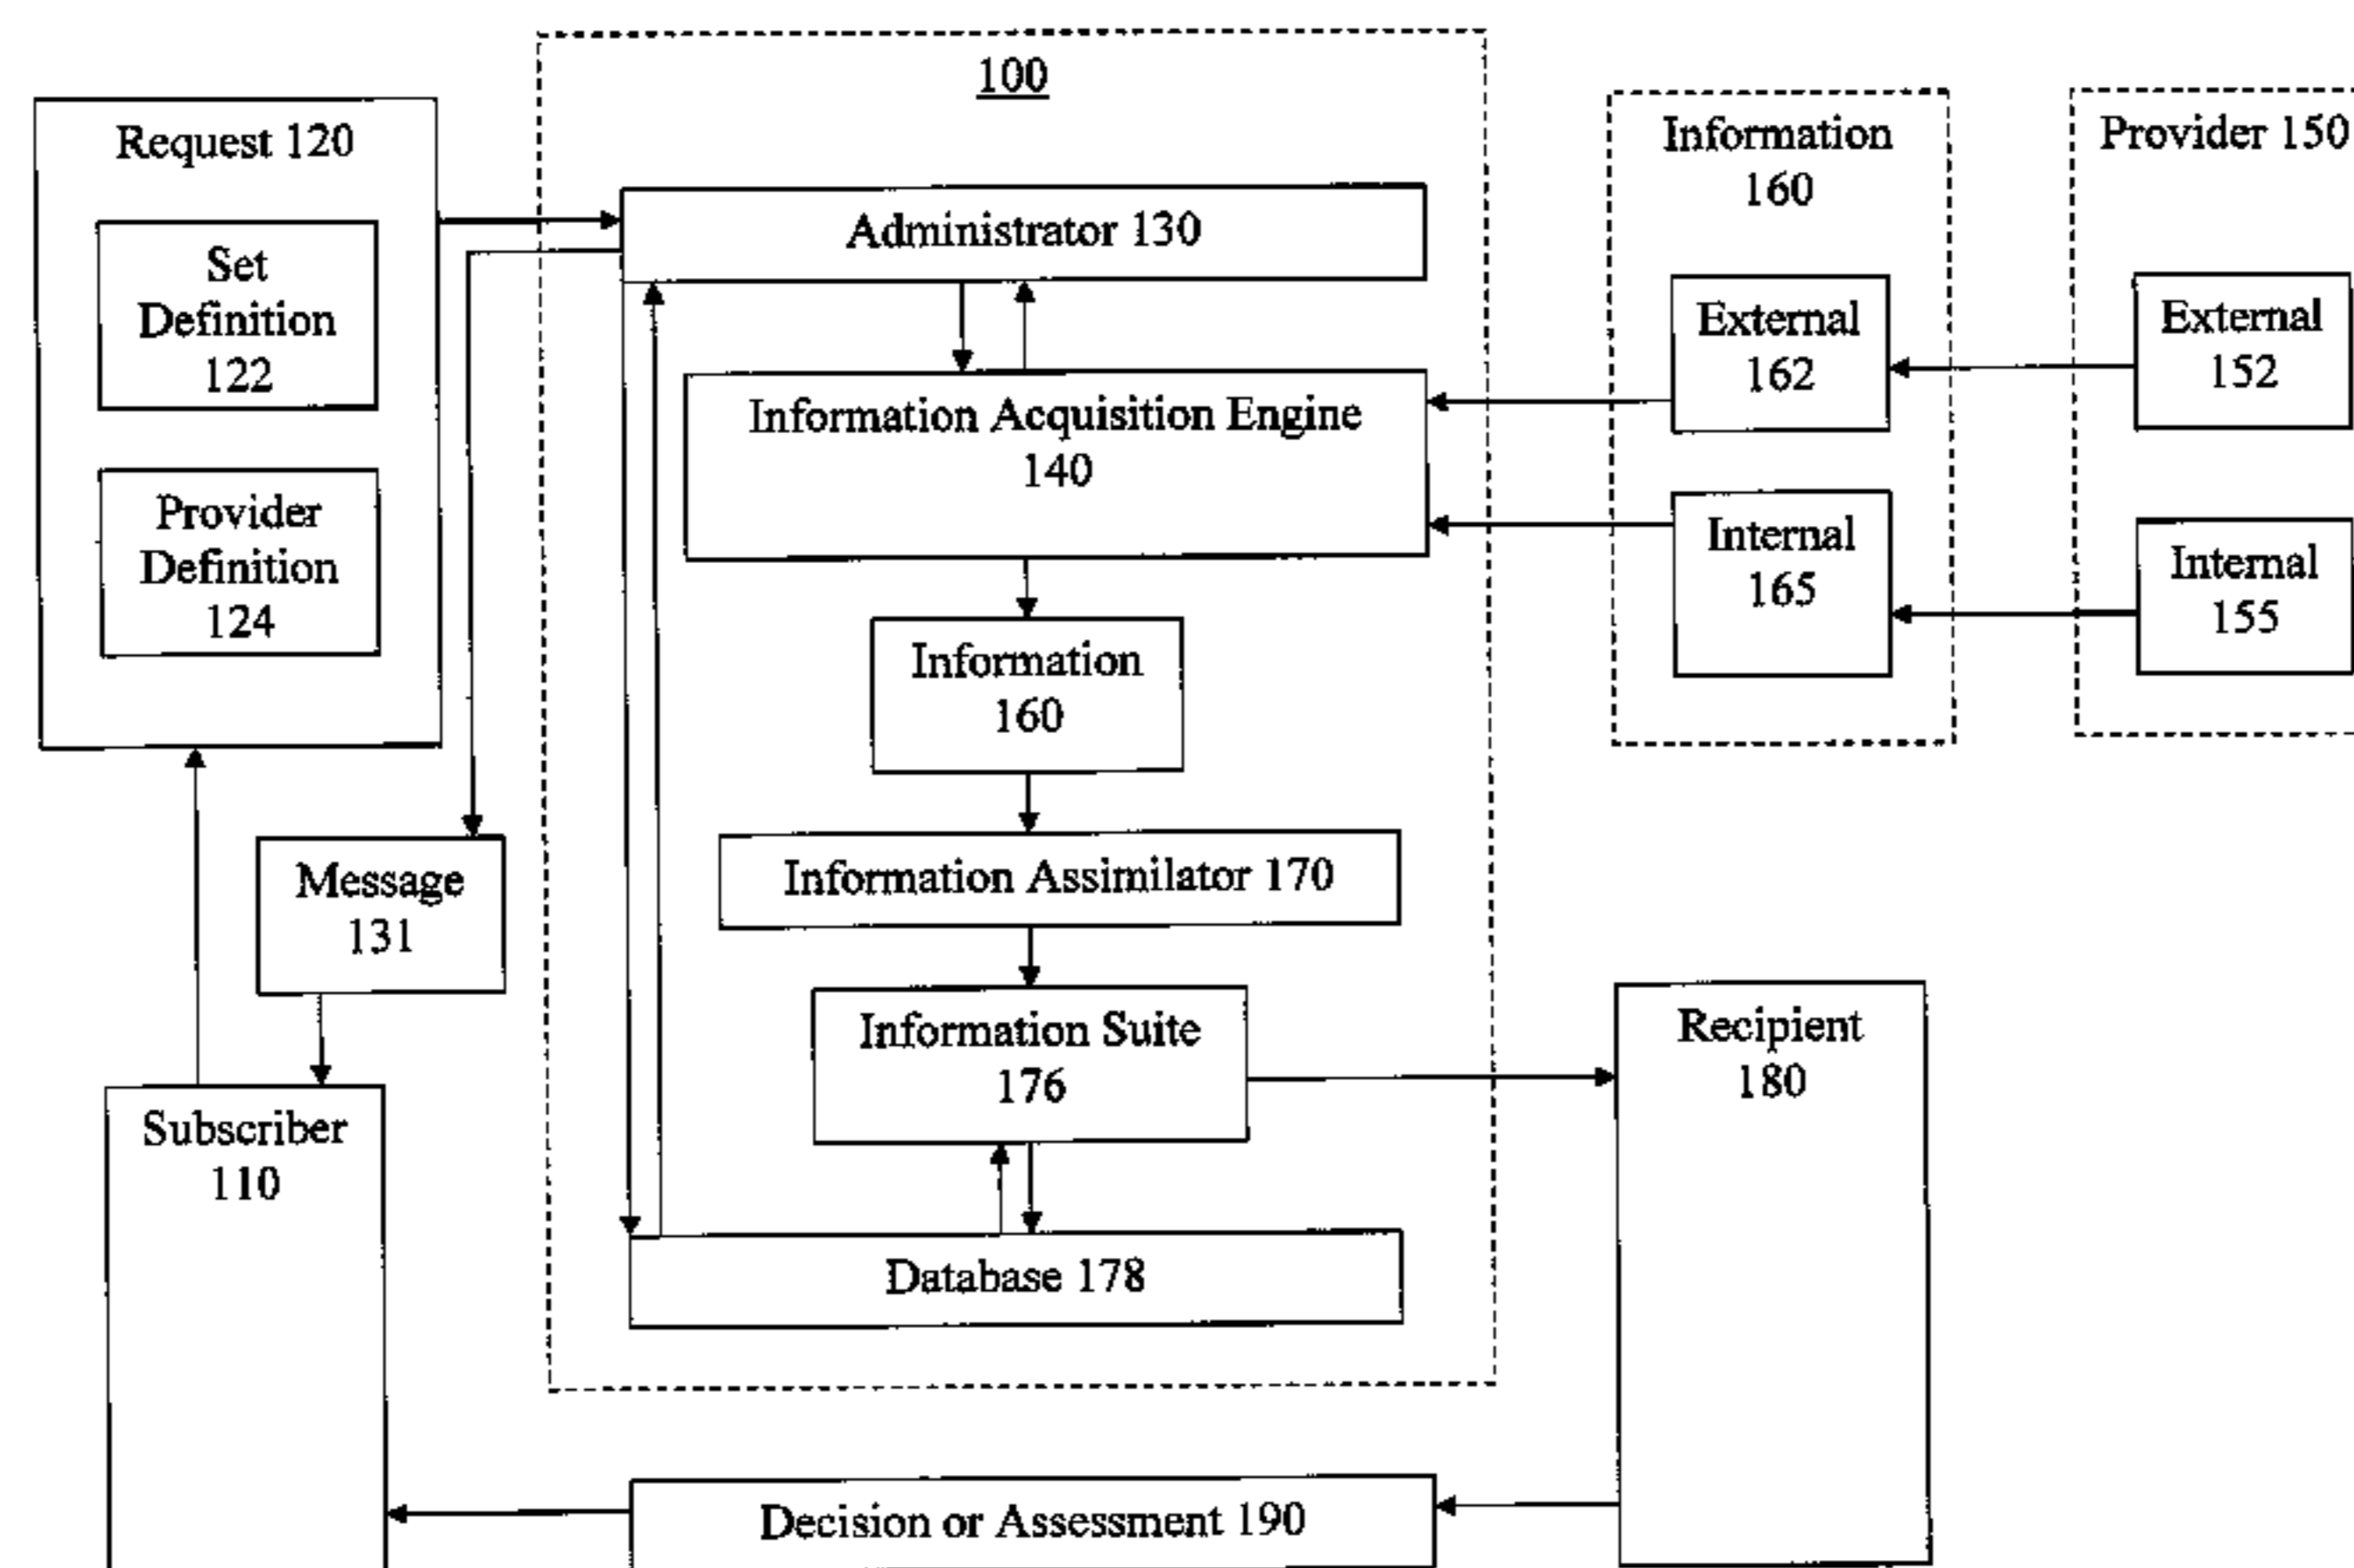 100
Request 120
Set
Definition
122
Provider
Definition
124
Administrator 130
Information Acquisition Engine
140
Information
160
External
162
Internal
165
Provider 150
External
152
Internal
155
Information
160
Information Assimilator 170
Message
131
Information Suite
176
Recipient
180
Subscriber
110
Database 178
Decision or Assessment 190